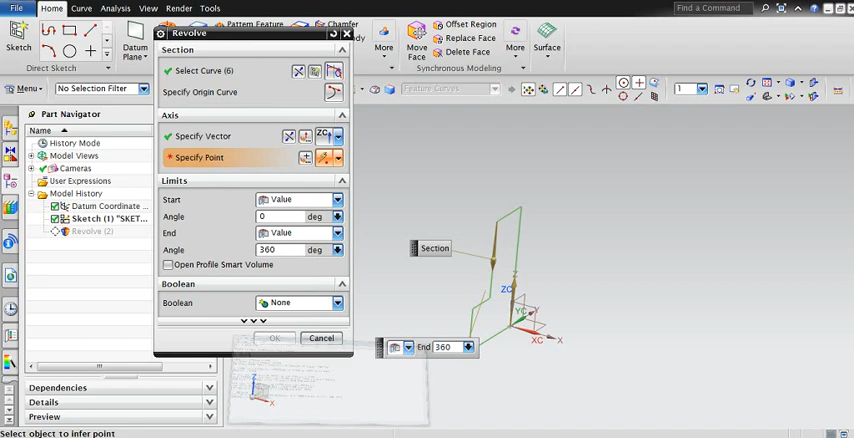 File
Home
Curve
Analysis
View
Render
Tools
Find a Command
Sketch
Direct Sketch
Datum
Plane
Pattern Feature
Chamfer
More
Move
Face
Offset Region
Replace Face
Delete Face
More
Surface
Synchronous Modeling
Menu
No Selection Filter
Feature Curves
1
Part Navigator
Name
History Mode
Model Views
Cameras
User Expressions
Model History
Datum Coordinate ...
Sketch (1) "SKET...
Revolve (2)
Dependencies
Details
Preview
Revolve
Section
Select Curve (6)
Specify Origin Curve
Axis
Specify Vector
ZC
* Specify Point
Limits
Start
Value
Angle
0
deg
End
Value
Angle
360
deg
Open Profile Smart Volume
Boolean
Boolean
None
OK
Cancel
Section
End
360
Z
ZC
YC
Y
XC
X
Z
X
Select object to infer point